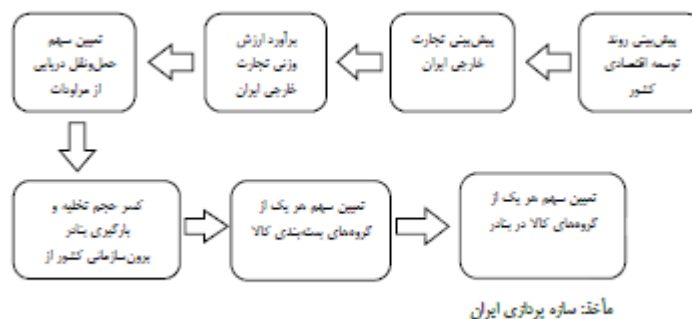 پیش‌بینی روند
توسعه اقتصادی
کشور
پیش‌بینی تجارت
خارجی ایران
برآورد ارزش
وزنی تجارت
خارجی ایران
تعیین سهم
حمل‌ونقل دریایی
از مراودات
کسر حجم تخلیه و
بارگیری بنادر
برون‌سازمانی کشور از
تعیین سهم هر یک از
گروه‌های بسته‌بندی کالا
تعیین سهم هر یک از
گروه‌های کالا در بنادر
مأخذ: سازه پردازی ایران